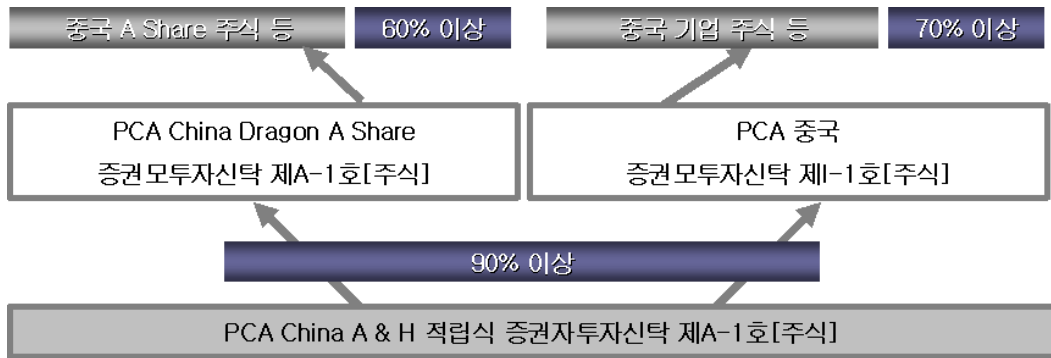 중국 A Share 주식 등
60% 이상
중국 기업 주식 등
70% 이상
PCA China Dragon A Share
증권모투자신탁 제A-1호[주식]
PCA 중국
증권모투자신탁 제I-1호[주식]
90% 이상
PCA China A & H 적립식 증권자투자신탁 제A-1호[주식]